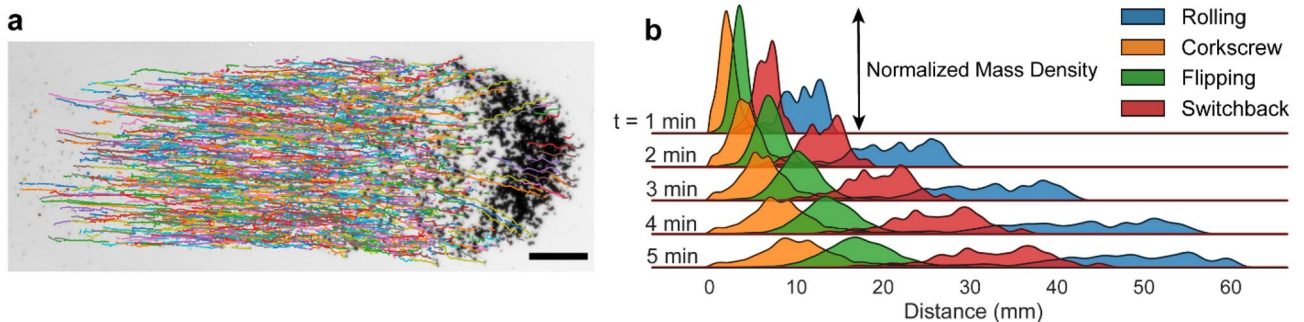 a
b
Rolling
Corkscrew
Flipping
Switchback
Normalized Mass Density
t = 1 min
2 min
3 min
4 min
5 min
0 10 20 30 40 50 60
Distance (mm)